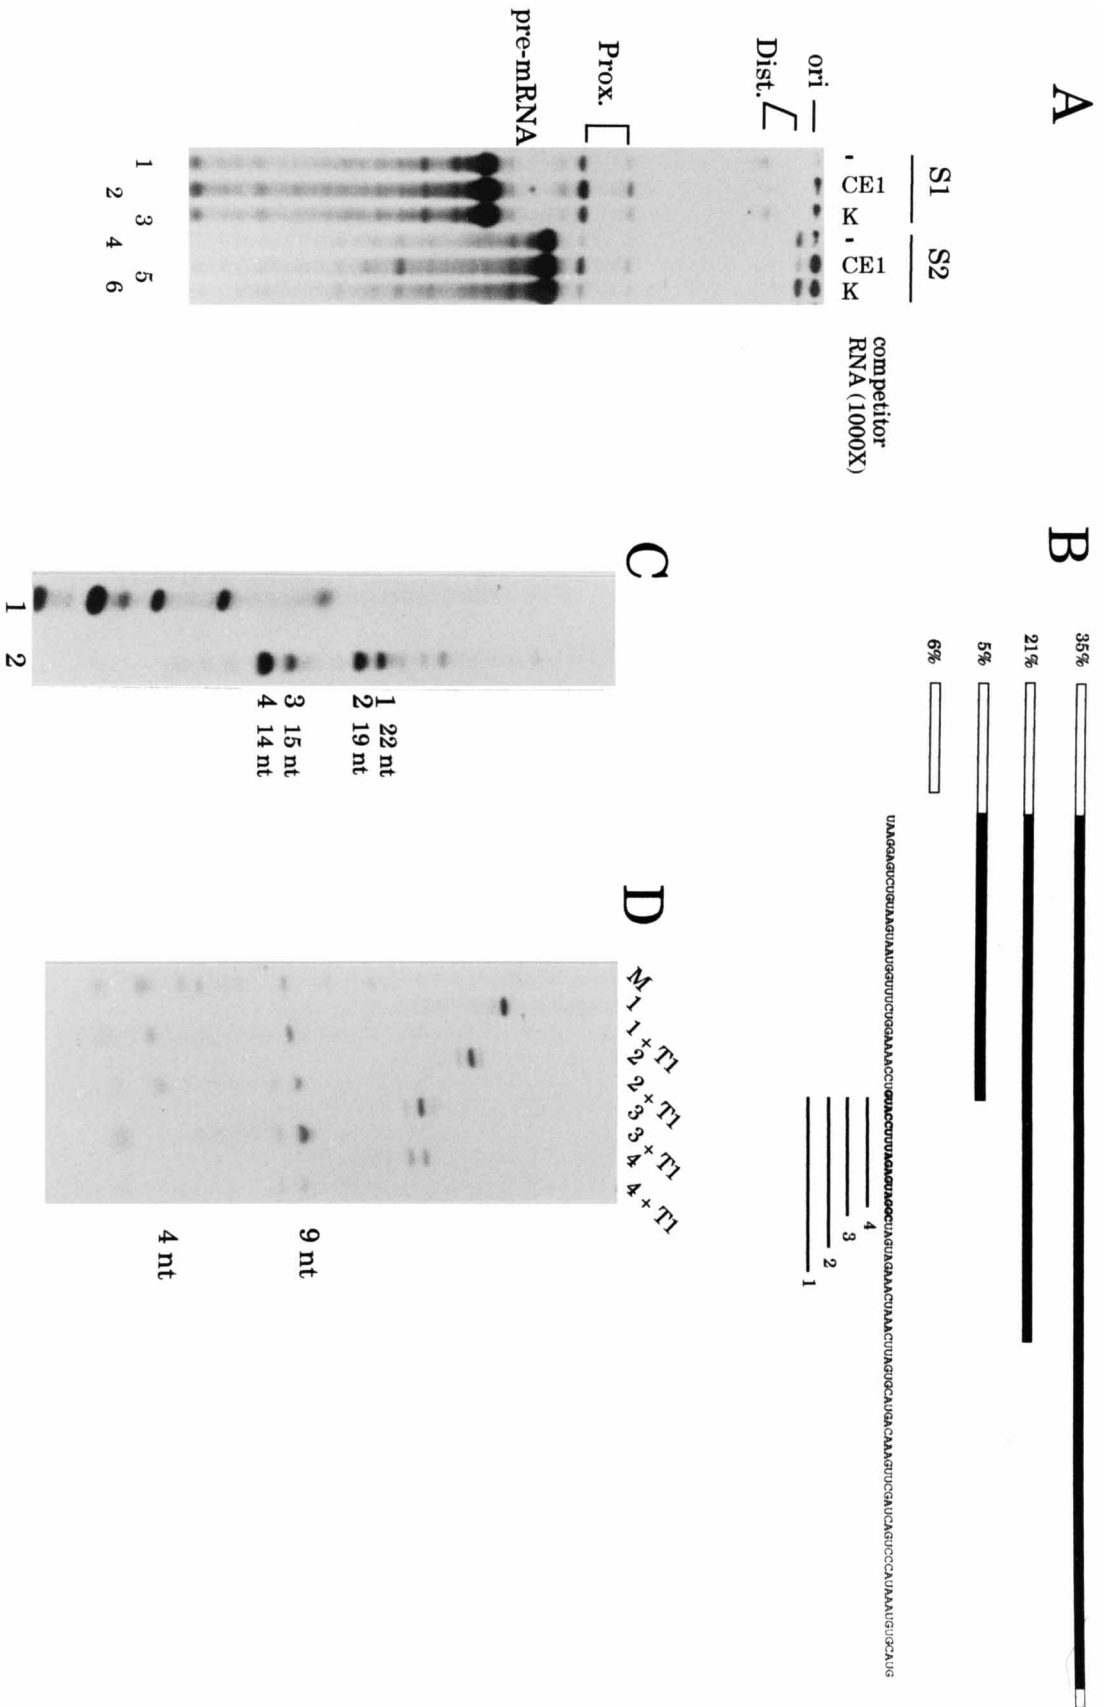 A
S1
S2
- CE1 K - CE1 K
competitor
RNA (1000X)
ori
Dist.
Prox.
pre-mRNA
1 2 3 4 5 6
B
35%
21%
5%
6%
UAAGGAGUCUGUAAGUAAUGGUUUCUGGAAAACCUGUACCUUUAGAGUAGGCUAGUAGAAACUAAACUUAGUGCAUGACAAAGUUCGAUCAGUCCCAUAAAUGUGCAUG
4
3
2
1
C
1 22 nt
2 19 nt
3 15 nt
4 14 nt
1 2
D
M 1 1 + T1 2 2 + T1 3 3 + T1 4 4 + T1
9 nt
4 nt